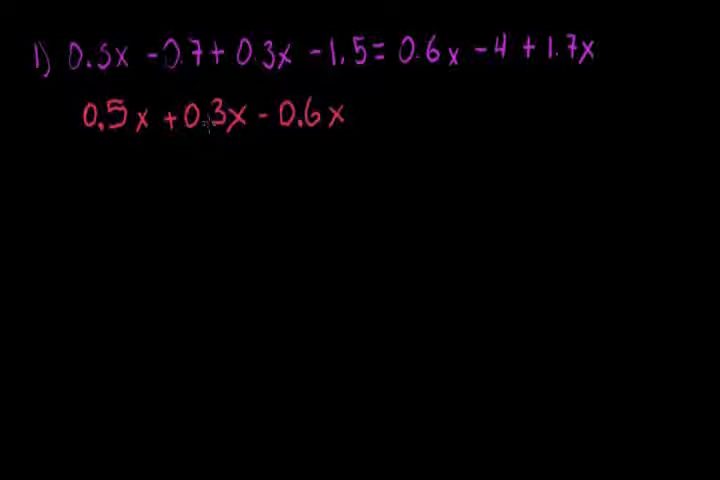 1) 0.5x - 0.7 + 0.3x - 1.5 = 0.6x - 4 + 1.7x
0.5x + 0.3x - 0.6x